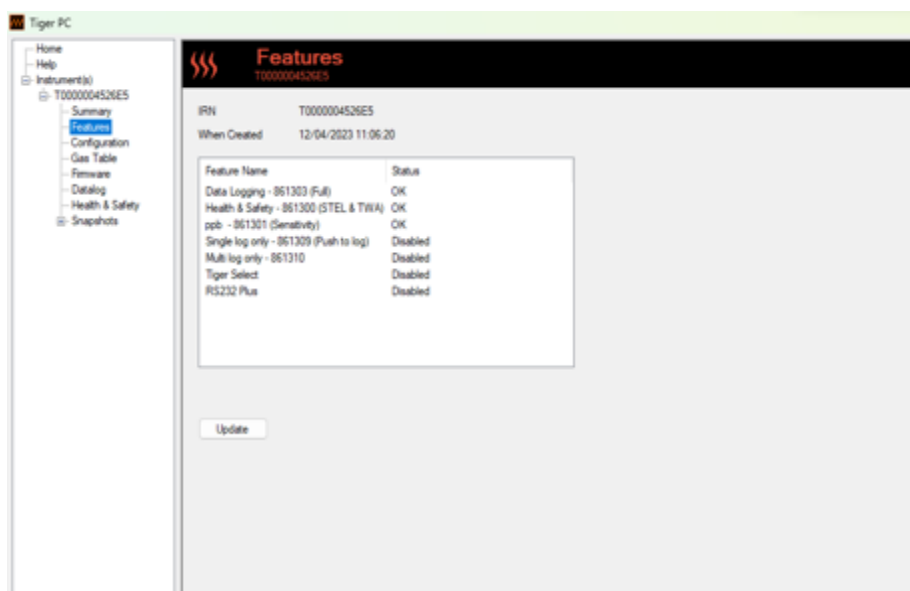 Tiger PC
Home
Help
Instrument(s)
T0000004526E5
Summary
Features
Configuration
Gas Table
Firmware
Datalog
Health & Safety
Snapshots
Features
T0000004526E5
IRN T0000004526E5
When Created 12/04/2023 11:06:20
Feature Name Status
Data Logging - 861303 (Full) OK
Health & Safety - 861300 (STEL & TWA) OK
ppb - 861301 (Sensitivity) OK
Single log only - 861309 (Push to log) Disabled
Multi log only - 861310 Disabled
Tiger Select Disabled
RS232 Plus Disabled
Update